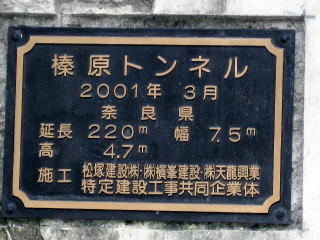 榛原トンネル
2001年 3月
奈良県
延長 220m 幅 7.5m
高 4.7m
施工 松塚建設㈱・㈱槇峯建設・㈱天龍興業
特定建設工事共同企業体